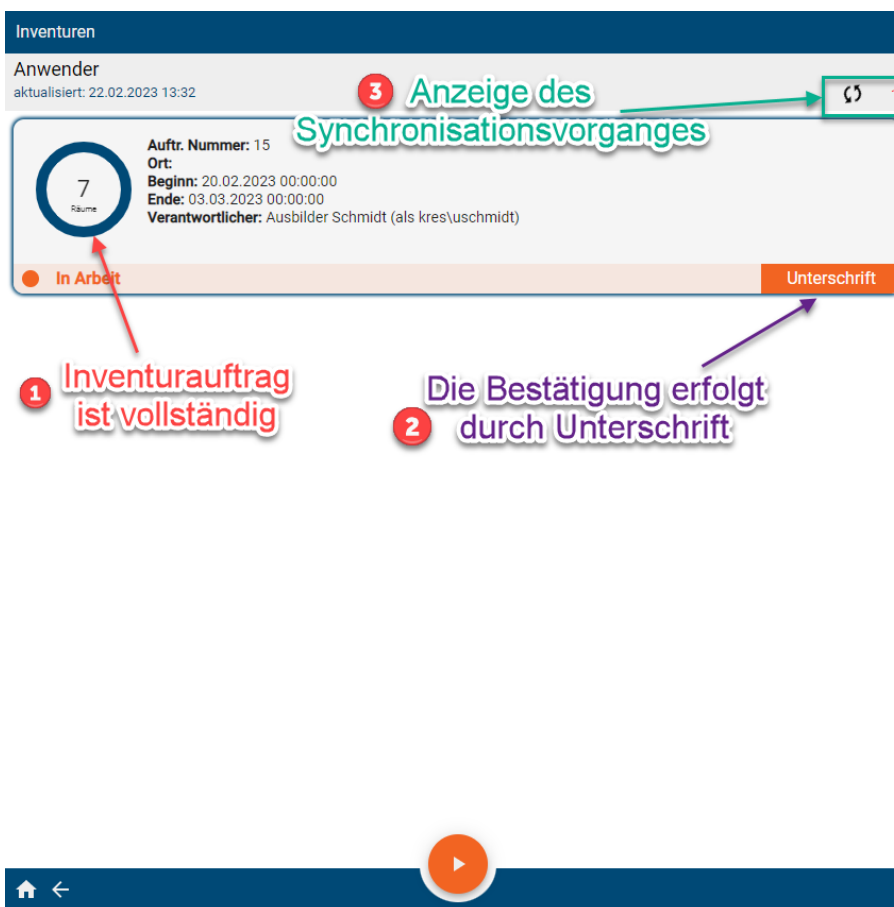 Inventuren
Anwender
aktualisiert: 22.02.2023 13:32
3 Anzeige des
Synchronisationsvorganges
7
Räume
Auftr. Nummer: 15
Ort:
Beginn: 20.02.2023 00:00:00
Ende: 03.03.2023 00:00:00
Verantwortlicher: Ausbilder Schmidt (als kres\uschmidt)
In Arbeit
Unterschrift
1 Inventurauftrag
ist vollständig
Die Bestätigung erfolgt
2 durch Unterschrift